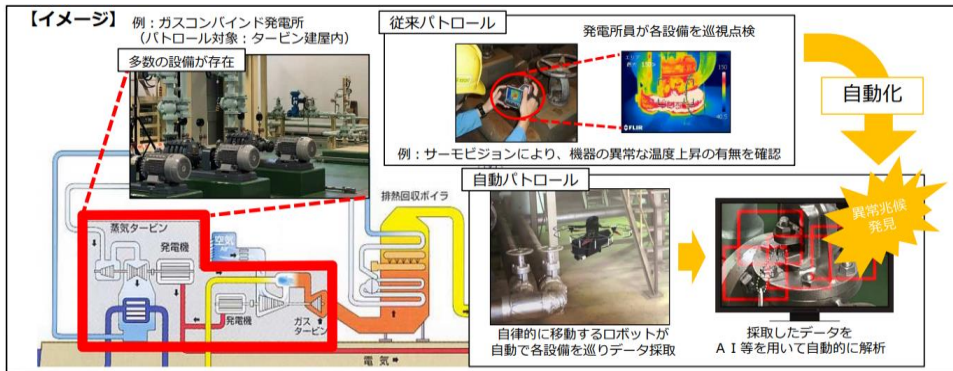 【イメージ】
例：ガスコンバインド発電所
（パトロール対象：タービン建屋内）
多数の設備が存在
従来パトロール
発電所員が各設備を巡視点検
150
FLIR
例：サーモビジョンにより、機器の異常な温度上昇の有無を確認
自動化
蒸気タービン
発電機
空気
排熱回収ボイラ
発電機
ガス
タービン
電気
自動パトロール
自律的に移動するロボットが
自動で各設備を巡りデータ採取
異常兆候
発見
採取したデータを
ＡＩ等を用いて自動的に解析